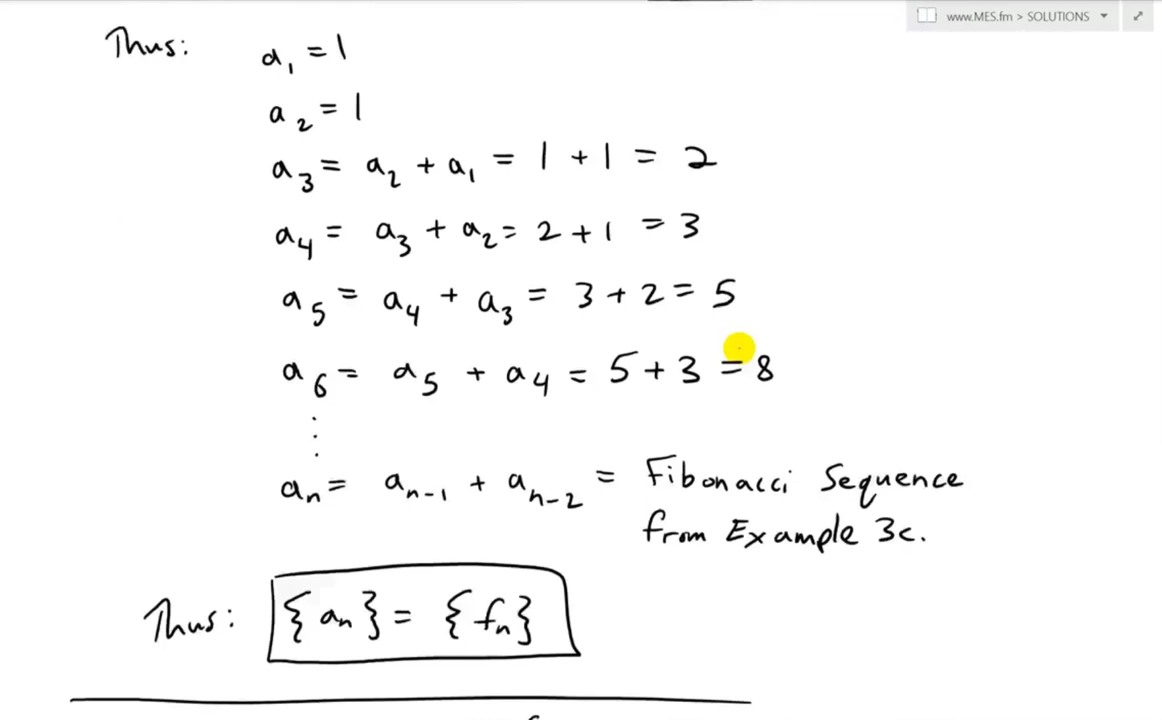 www.MES.fm > SOLUTIONS
Thus: a₁ = 1
a₂ = 1
a₃ = a₂ + a₁ = 1 + 1 = 2
a₄ = a₃ + a₂ = 2 + 1 = 3
a₅ = a₄ + a₃ = 3 + 2 = 5
a₆ = a₅ + a₄ = 5 + 3 = 8
⋮
aₙ = aₙ₋₁ + aₙ₋₂ = Fibonacci Sequence
from Example 3c.
Thus: {aₙ} = {fₙ}